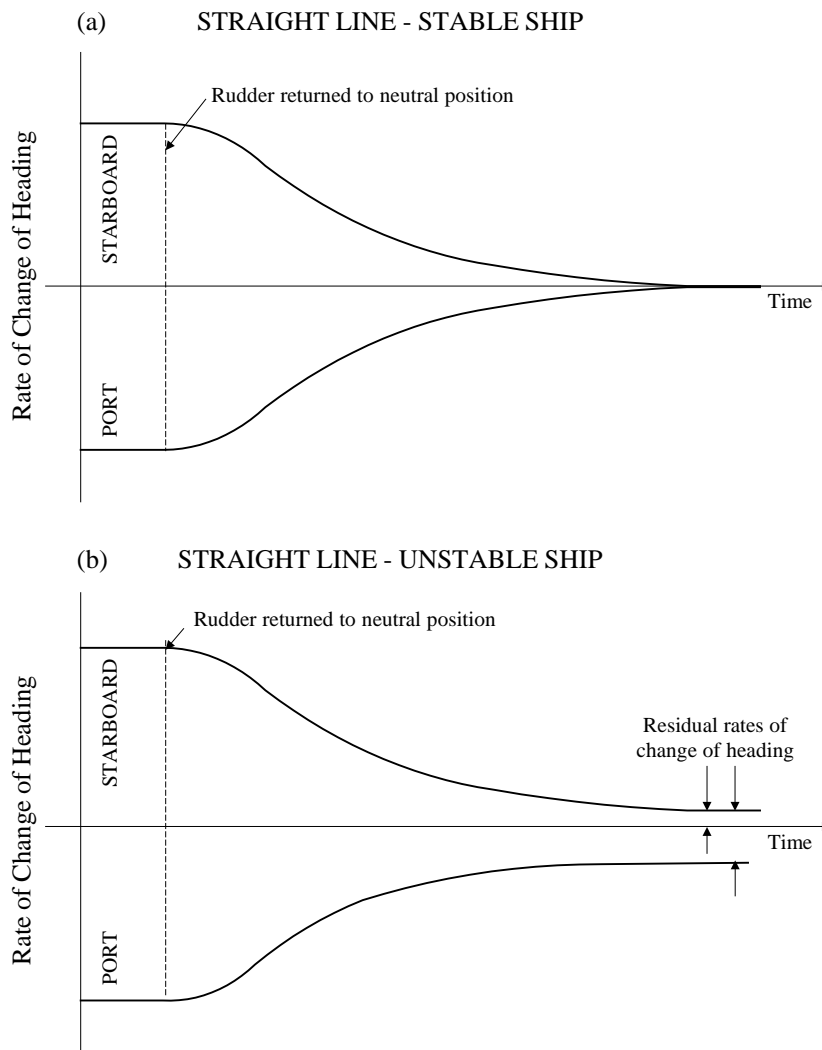 (a) STRAIGHT LINE - STABLE SHIP
Rudder returned to neutral position
Rate of Change of Heading
STARBOARD
PORT
Time
(b) STRAIGHT LINE - UNSTABLE SHIP
Rudder returned to neutral position
Rate of Change of Heading
STARBOARD
PORT
Residual rates of
change of heading
Time